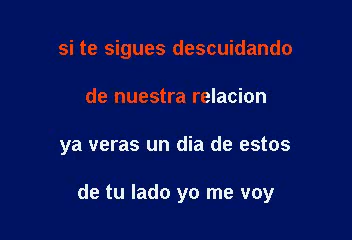 si te sigues descuidando
de nuestra relacion
ya veras un dia de estos
de tu lado yo me voy